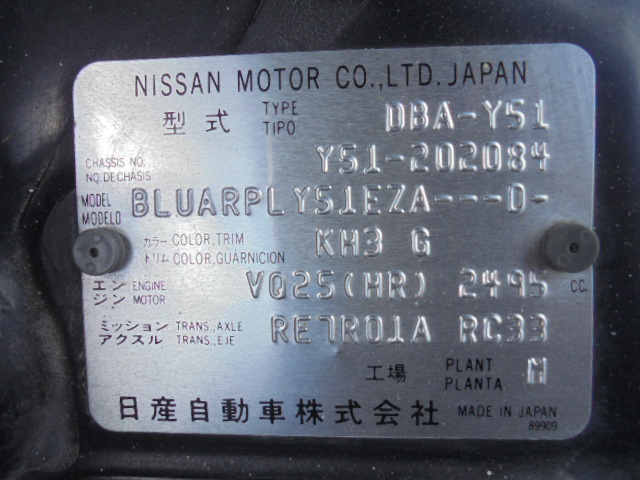 NISSAN MOTOR CO.,LTD. JAPAN
型式 TYPE TIPO DBA-Y51
CHASSIS NO. NO. DE CHASIS Y51-202084
MODEL MODELO BLUARPLY51EZA---D-
カラー COLOR, TRIM KH3 G
トリム COLOR, GUARNICION
エンジン ENGINE MOTOR VQ25(HR) 2495 CC.
ミッション TRANS., AXLE RE7R01A RC33
アクスル TRANS., EJE
工場 PLANT PLANTA M
日産自動車株式会社 MADE IN JAPAN
89909